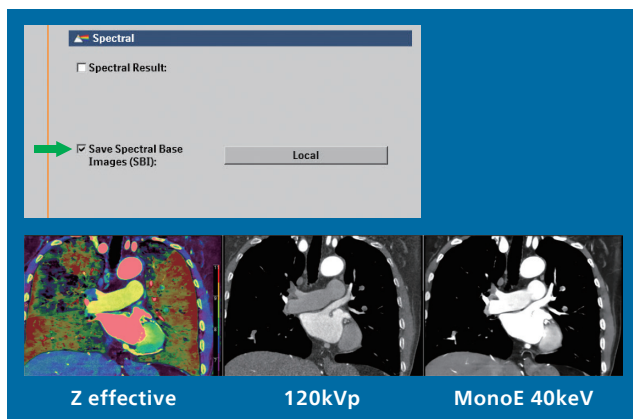 Spectral
Spectral Result:
Save Spectral Base
Images (SBI):
Local
Z effective
120kVp
MonoE 40keV